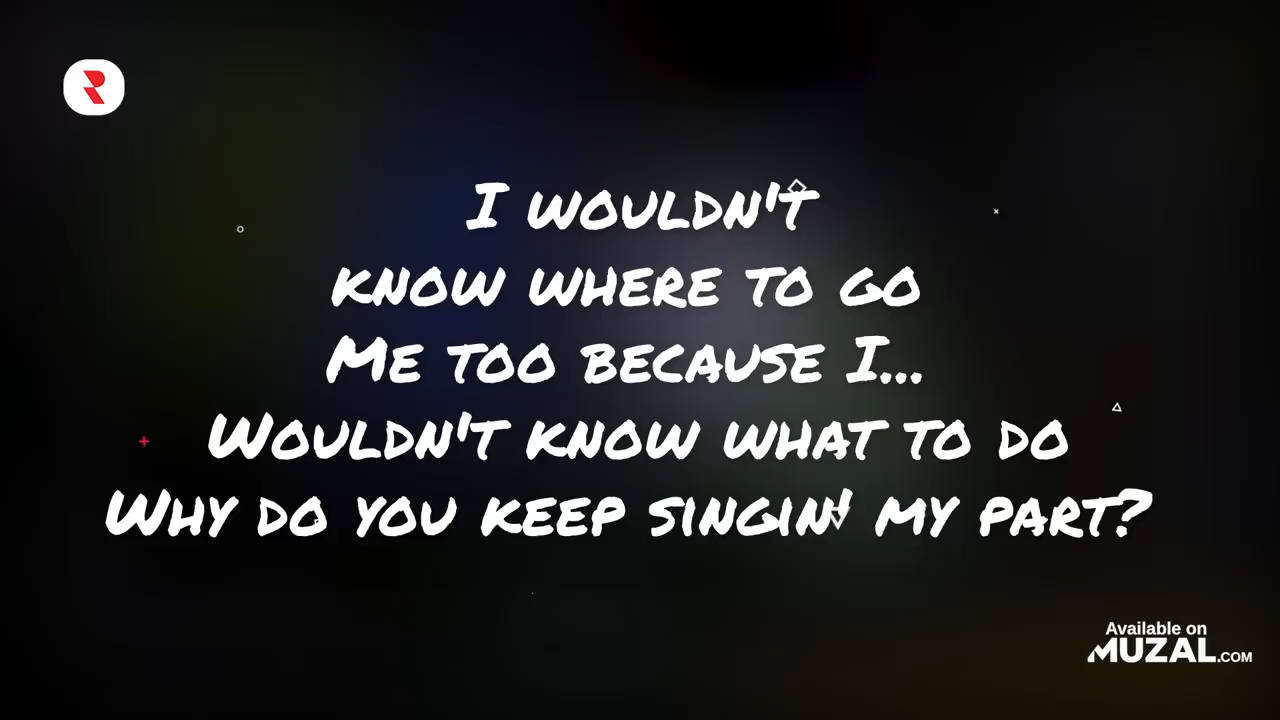 I wouldn't
know where to go
Me too because I...
Wouldn't know what to do
Why do you keep singin' my part?
Available on
MUZAL.COM